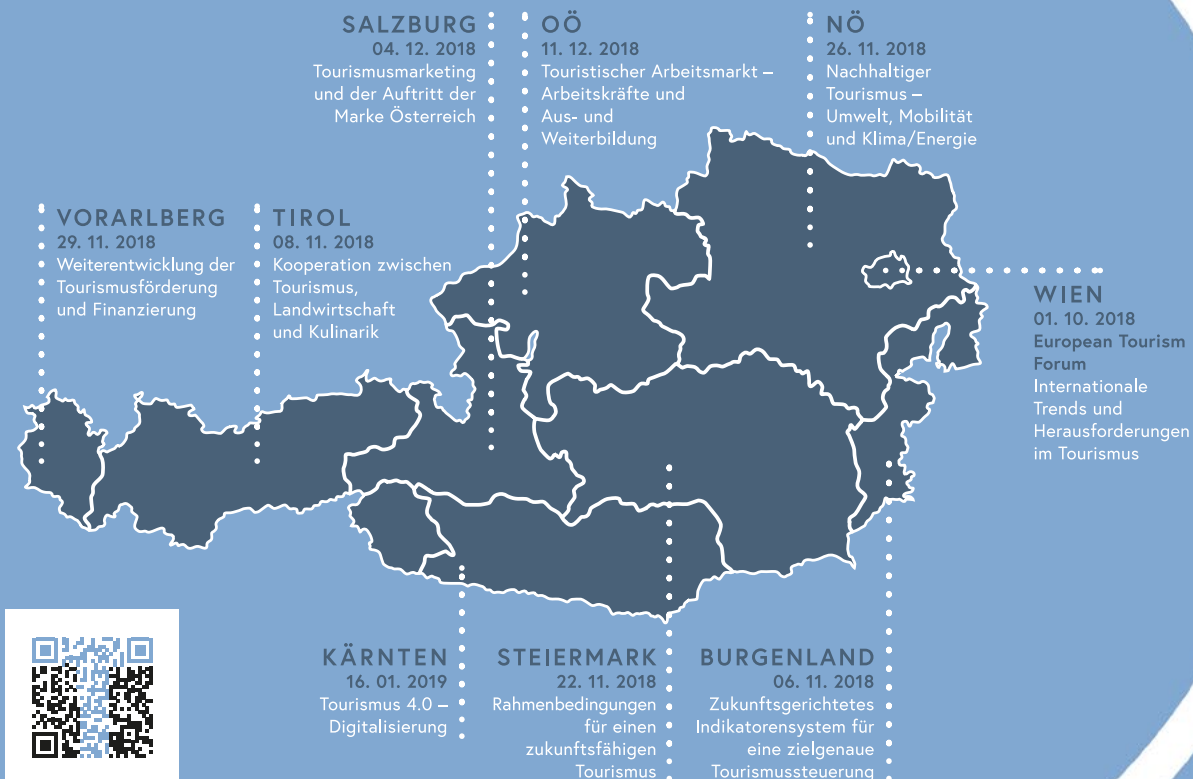 SALZBURG
04. 12. 2018
Tourismusmarketing
und der Auftritt der
Marke Österreich
OÖ
11. 12. 2018
Touristischer Arbeitsmarkt –
Arbeitskräfte und
Aus- und
Weiterbildung
NÖ
26. 11. 2018
Nachhaltiger
Tourismus –
Umwelt, Mobilität
und Klima/Energie
VORARLBERG
29. 11. 2018
Weiterentwicklung der
Tourismusförderung
und Finanzierung
TIROL
08. 11. 2018
Kooperation zwischen
Tourismus,
Landwirtschaft
und Kulinarik
WIEN
01. 10. 2018
European Tourism
Forum
Internationale
Trends und
Herausforderungen
im Tourismus
KÄRNTEN
16. 01. 2019
Tourismus 4.0 –
Digitalisierung
STEIERMARK
22. 11. 2018
Rahmenbedingungen
für einen
zukunftsfähigen
Tourismus
BURGENLAND
06. 11. 2018
Zukunftsgerichtetes
Indikatorensystem für
eine zielgenaue
Tourismussteuerung